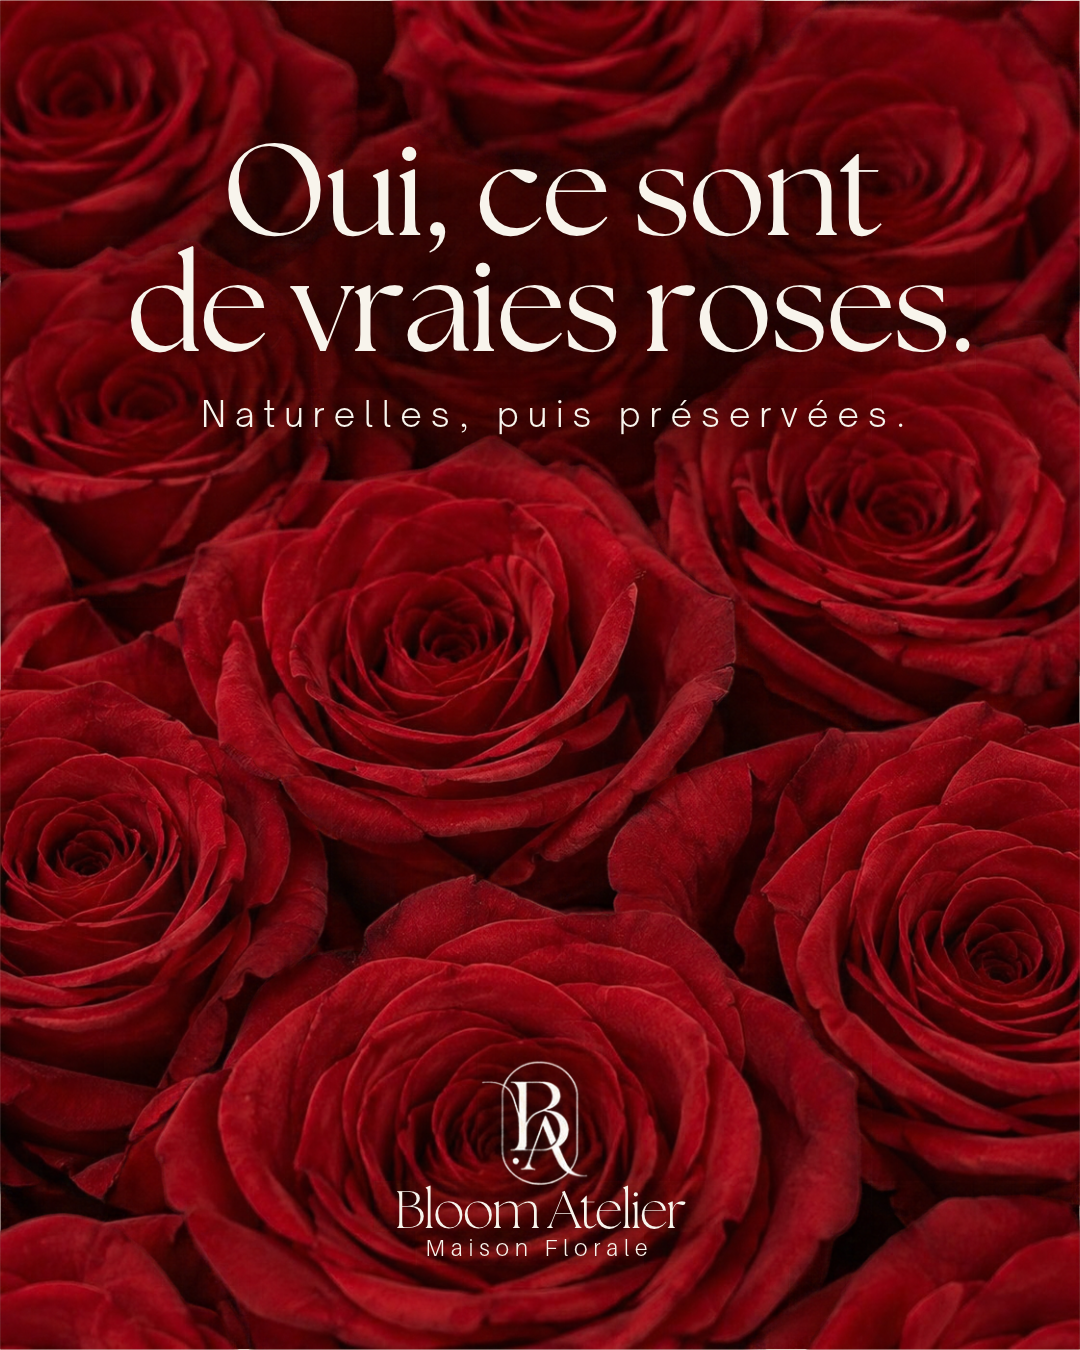 Oui, ce sont
de vraies roses.
Naturelles, puis préservées.
BA
Bloom Atelier
Maison Florale